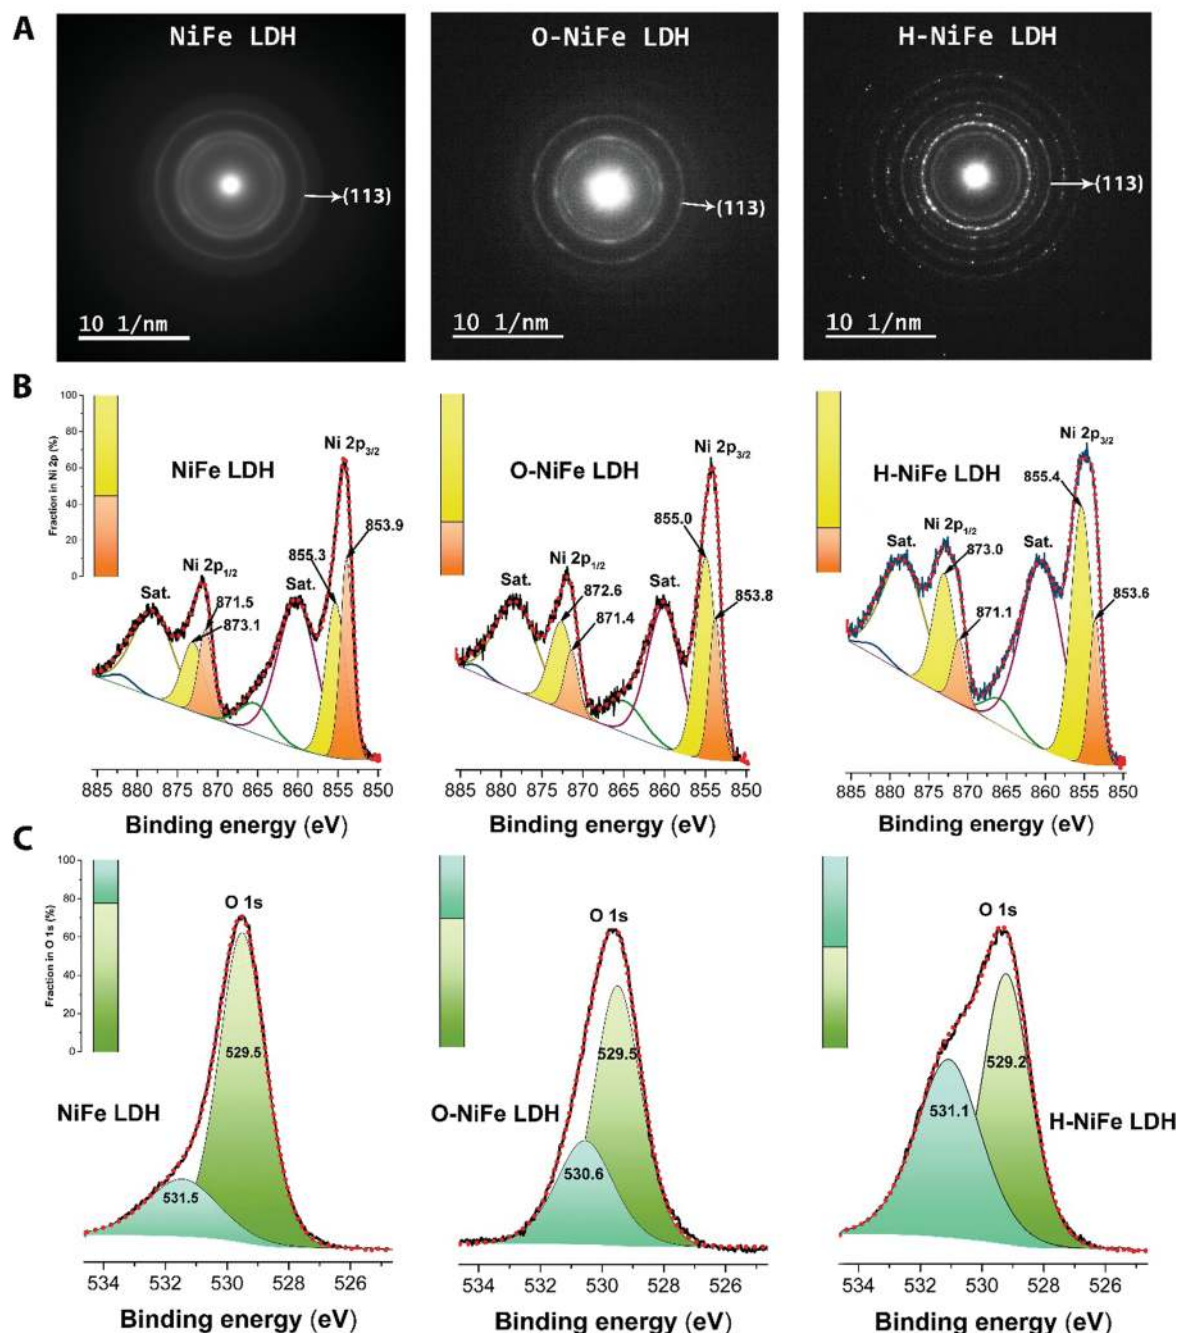 A
NiFe LDH
(113)
10 1/nm
O-NiFe LDH
(113)
10 1/nm
H-NiFe LDH
(113)
10 1/nm
B
Fraction in Ni 2p (%)
100
80
60
40
20
0
NiFe LDH
Sat.
Ni 2p1/2
871.5
873.1
Sat.
855.3
Ni 2p3/2
853.9
885 880 875 870 865 860 855 850
Binding energy (eV)
O-NiFe LDH
Sat.
Ni 2p1/2
872.6
871.4
Sat.
855.0
Ni 2p3/2
853.8
885 880 875 870 865 860 855 850
Binding energy (eV)
H-NiFe LDH
Sat.
Ni 2p1/2
873.0
871.1
Sat.
855.4
Ni 2p3/2
853.6
885 880 875 870 865 860 855 850
Binding energy (eV)
C
Fraction in O 1s (%)
100
80
60
40
20
0
O 1s
529.5
531.5
NiFe LDH
534 532 530 528 526
Binding energy (eV)
O 1s
529.5
530.6
O-NiFe LDH
534 532 530 528 526
Binding energy (eV)
O 1s
529.2
531.1
H-NiFe LDH
534 532 530 528 526
Binding energy (eV)